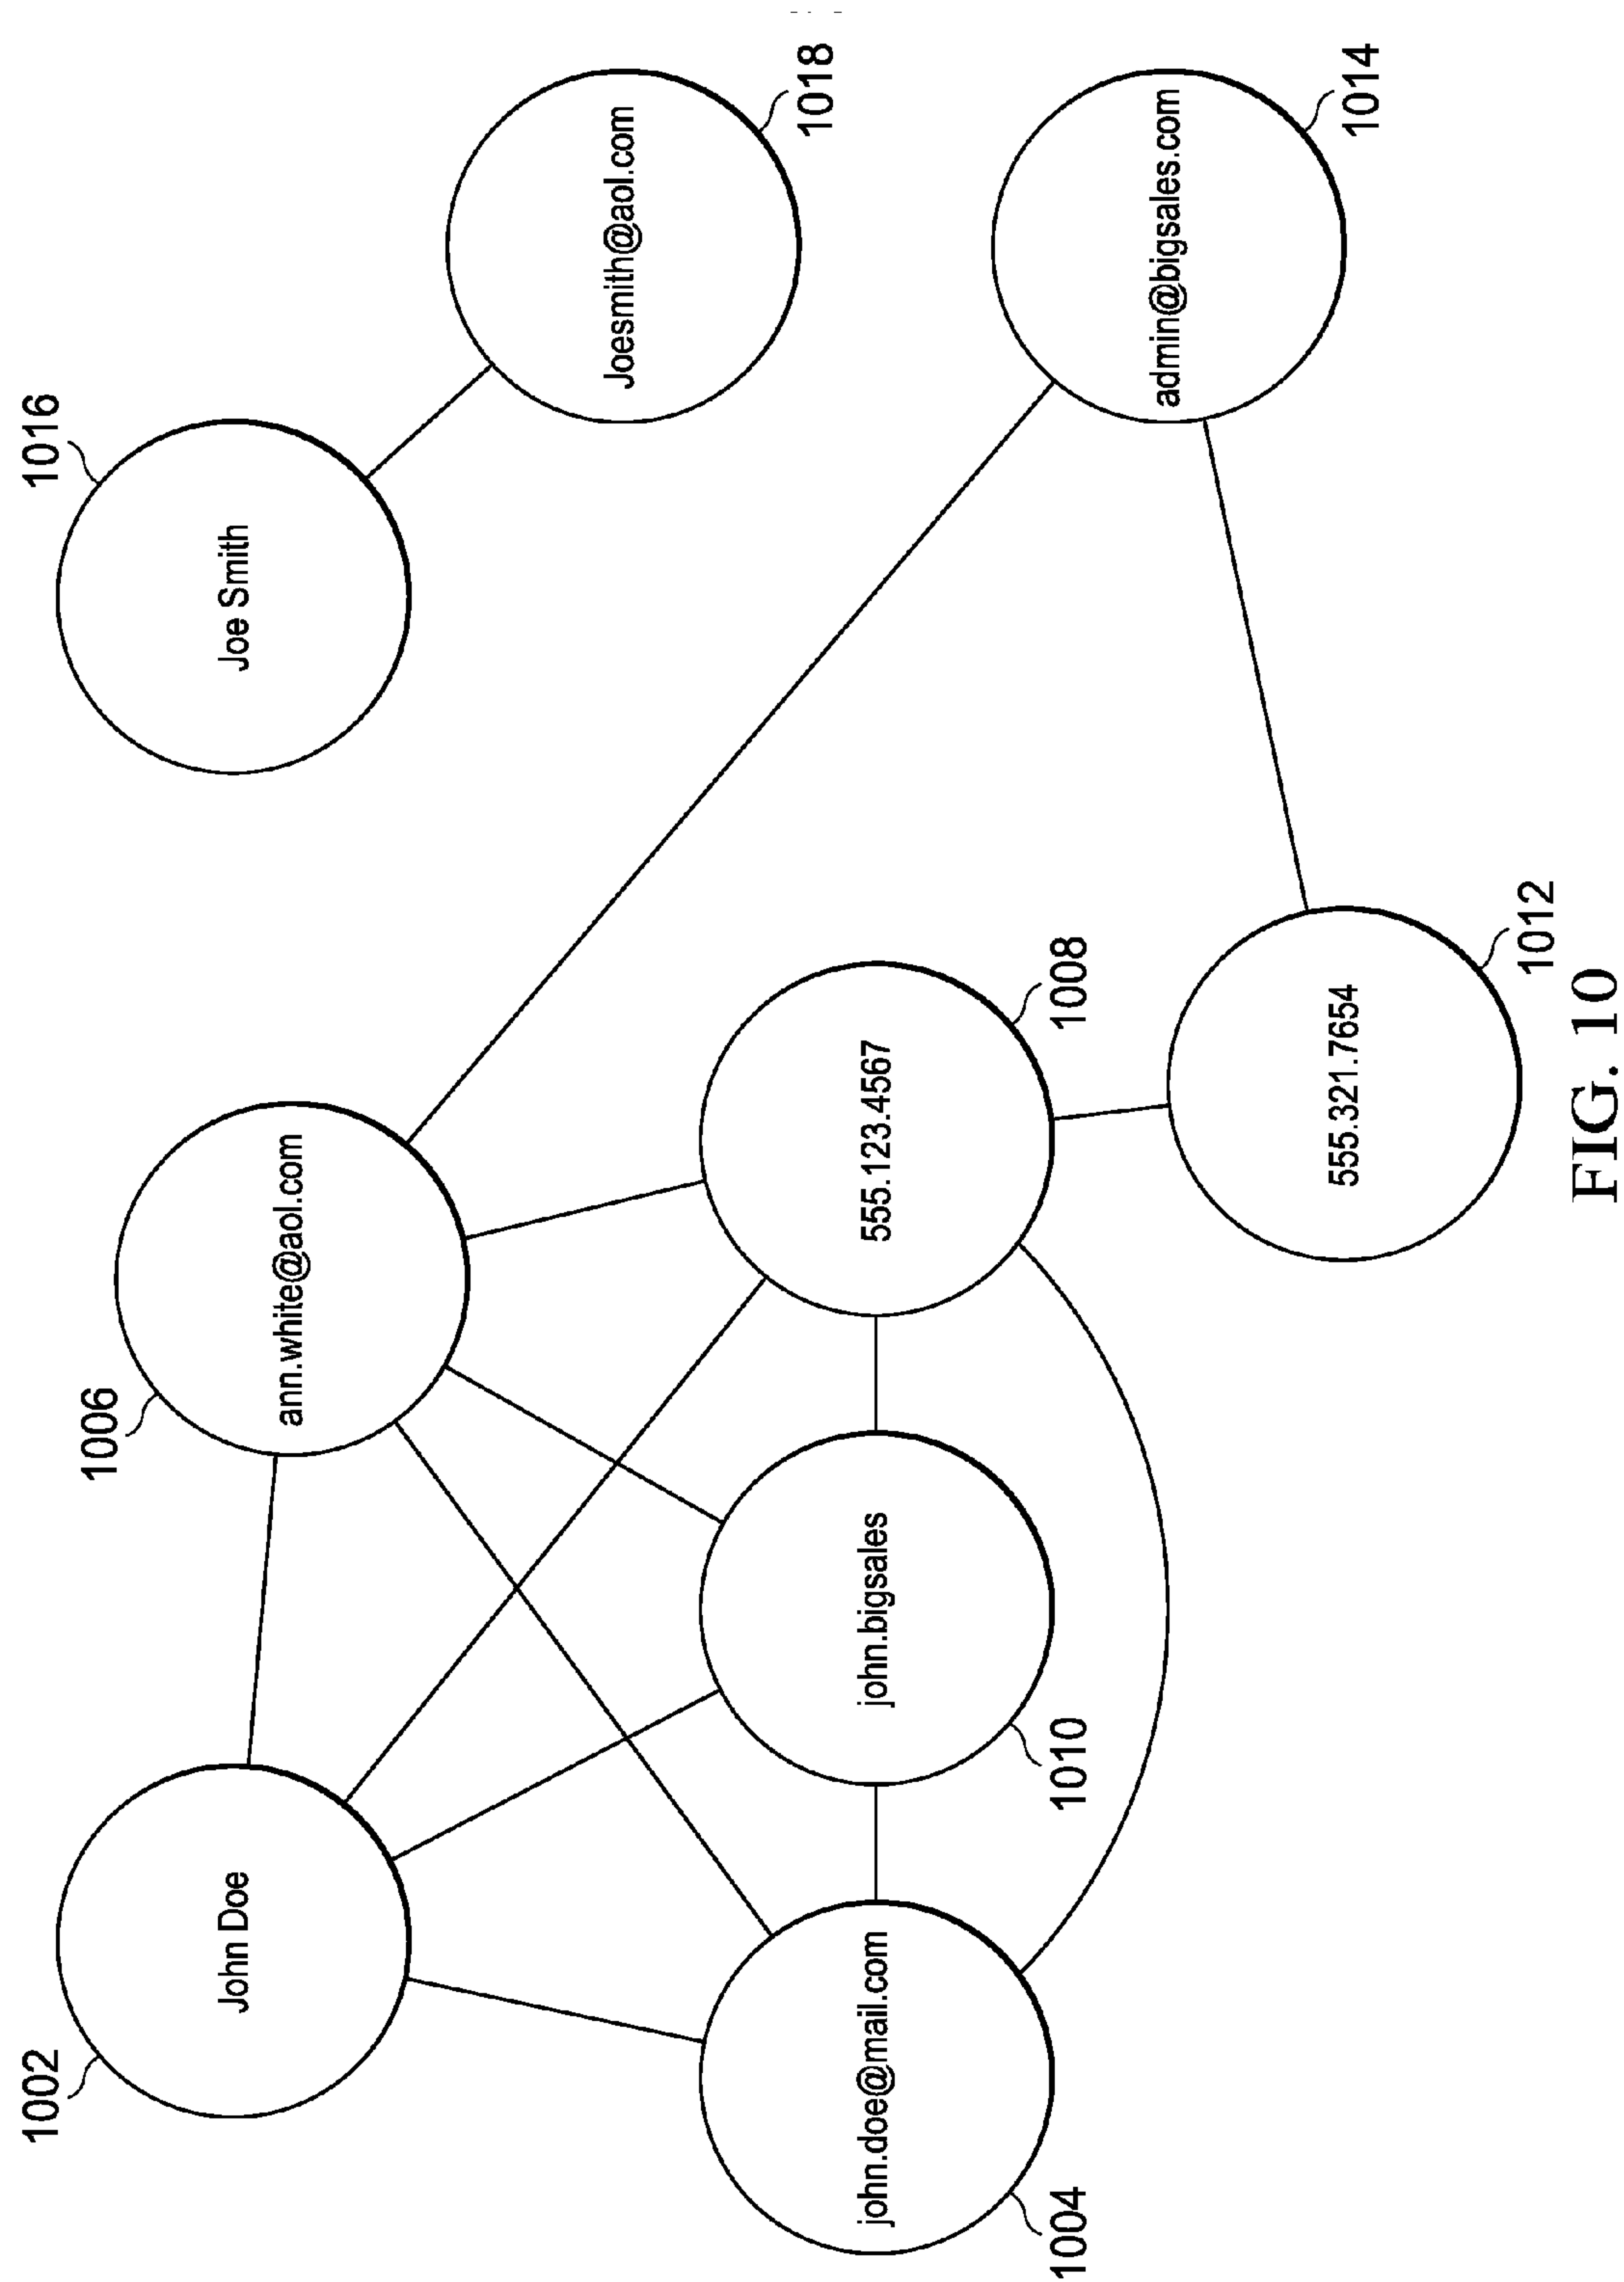 1002
John Doe
1006
ann.white@aol.com
1016
Joe Smith
Joesmith@aol.com
1018
john.doe@mail.com
1004
john.bigsales
1010
555.123.4567
1008
admin@bigsales.com
1014
555.321.7654
1012
FIG. 10